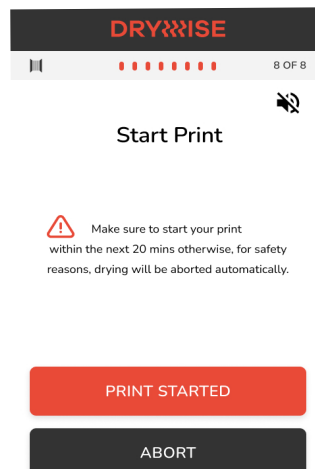 DRYWISE
8 OF 8
Start Print
Make sure to start your print
within the next 20 mins otherwise, for safety
reasons, drying will be aborted automatically.
PRINT STARTED
ABORT